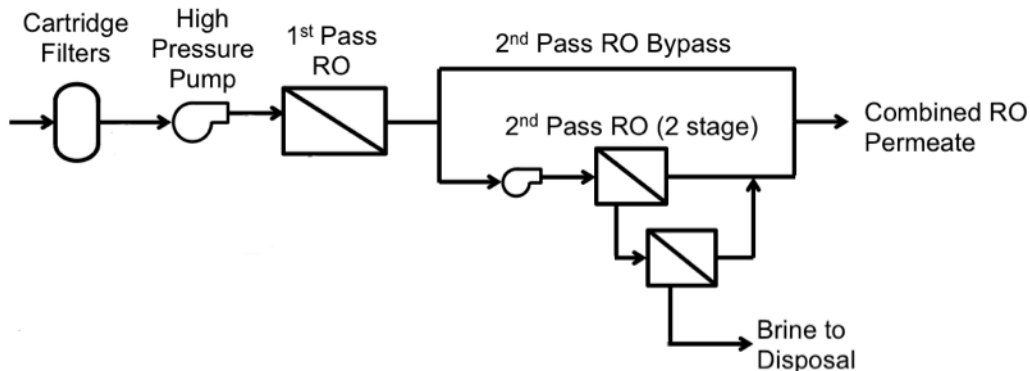 Cartridge
Filters
High
Pressure
Pump
1st Pass
RO
2nd Pass RO Bypass
2nd Pass RO (2 stage)
Combined RO
Permeate
Brine to
Disposal